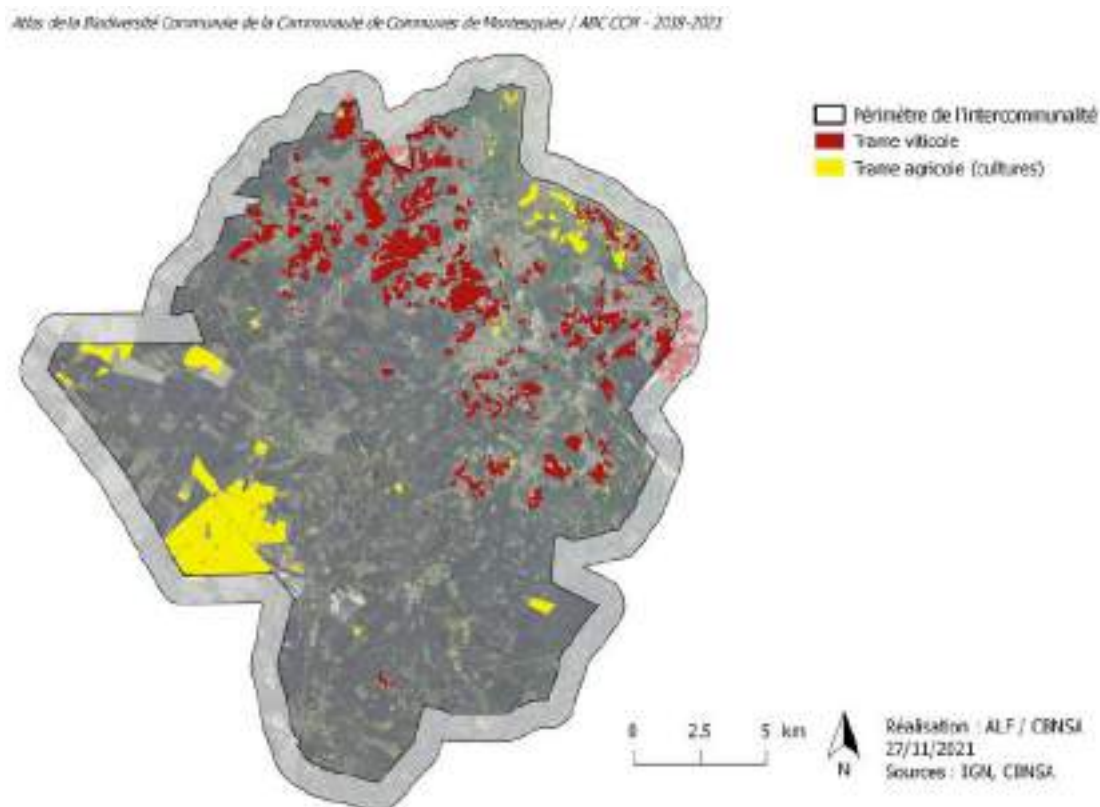 Atlas de la Biodiversité Communale de la Communauté de Communes de Montesquieu / ABC CCM - 2018-2021
Périmètre de l'intercommunalité
Trame viticole
Trame agricole (cultures)
0 2.5 5 km
N
Réalisation : ALF / CBNSA
27/11/2021
Sources : IGN, CBNSA